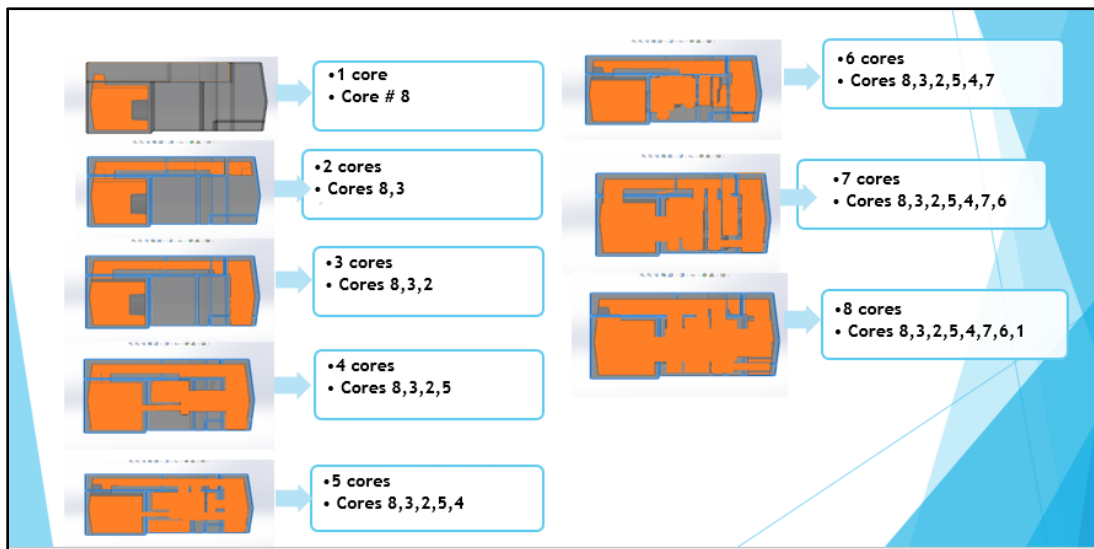 •1 core
• Core # 8
•2 cores
• Cores 8,3
•3 cores
• Cores 8,3,2
•4 cores
• Cores 8,3,2,5
•5 cores
• Cores 8,3,2,5,4
•6 cores
• Cores 8,3,2,5,4,7
•7 cores
• Cores 8,3,2,5,4,7,6
•8 cores
• Cores 8,3,2,5,4,7,6,1